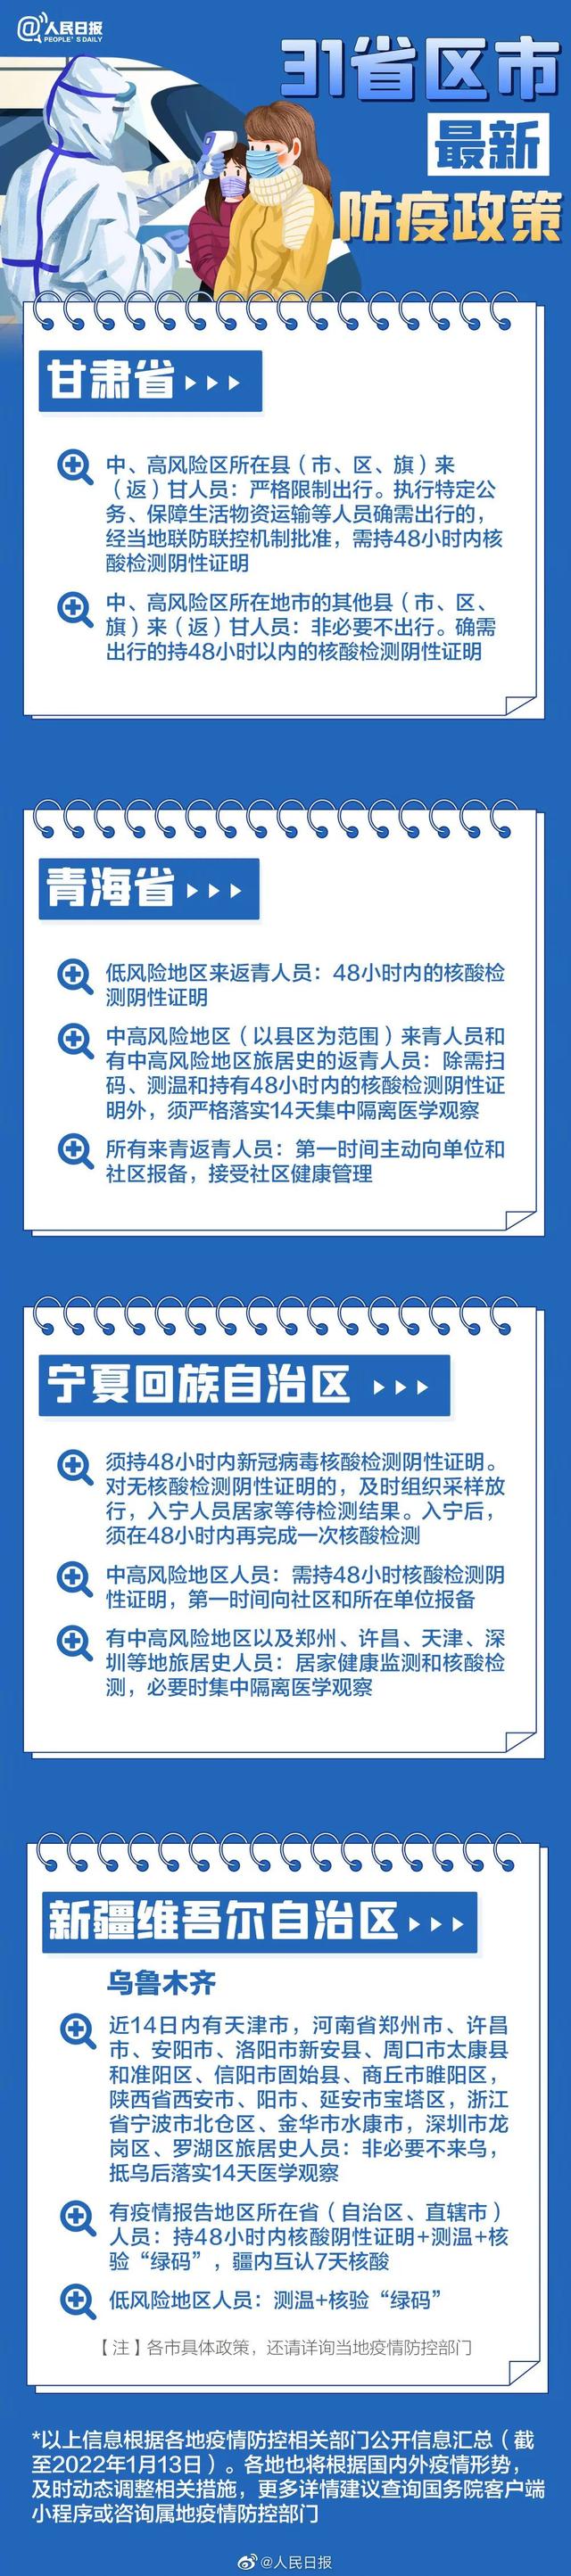 @人民日报
PEOPLE'S DAILY
31省区市
最新
防疫政策
甘肃省
中、高风险区所在县（市、区、旗）来
（返）甘人员：严格限制出行。执行特定公
务、保障生活物资运输等人员确需出行的，
经当地联防联控机制批准，需持48小时内核
酸检测阴性证明
中、高风险区所在地市的其他县（市、区、
旗）来（返）甘人员：非必要不出行。确需
出行的持48小时以内的核酸检测阴性证明
青海省
低风险地区来返青人员：48小时内的核酸检
测阴性证明
中高风险地区（以县区为范围）来青人员和
有中高风险地区旅居史的返青人员：除需扫
码、测温和持有48小时内的核酸检测阴性证
明外，须严格落实14天集中隔离医学观察
所有来青返青人员：第一时间主动向单位和
社区报备，接受社区健康管理
宁夏回族自治区
须持48小时内新冠病毒核酸检测阴性证明。
对无核酸检测阴性证明的，及时组织采样放
行，入宁人员居家等待检测结果。入宁后，
须在48小时内再完成一次核酸检测
中高风险地区人员：需持48小时核酸检测阴
性证明，第一时间向社区和所在单位报备
有中高风险地区以及郑州、许昌、天津、深
圳等地旅居史人员：居家健康监测和核酸检
测，必要时集中隔离医学观察
新疆维吾尔自治区
乌鲁木齐
近14日内有天津市，河南省郑州市、许昌
市、安阳市、洛阳市新安县、周口市太康县
和淮阳区、信阳市固始县、商丘市睢阳区，
陕西省西安市、阳市、延安市宝塔区，浙江
省宁波市北仓区、金华市水康市，深圳市龙
岗区、罗湖区旅居史人员：非必要不来乌，
抵乌后落实14天医学观察
有疫情报告地区所在省（自治区、直辖市）
人员：持48小时内核酸阴性证明+测温+核
验“绿码”，疆内互认7天核酸
低风险地区人员：测温+核验“绿码”
【注】各市具体政策，还请详询当地疫情防控部门
*以上信息根据各地疫情防控相关部门公开信息汇总（截
至2022年1月13日）。各地也将根据国内外疫情形势，
及时动态调整相关措施，更多详情建议查询国务院客户端
小程序或咨询属地疫情防控部门
@人民日报